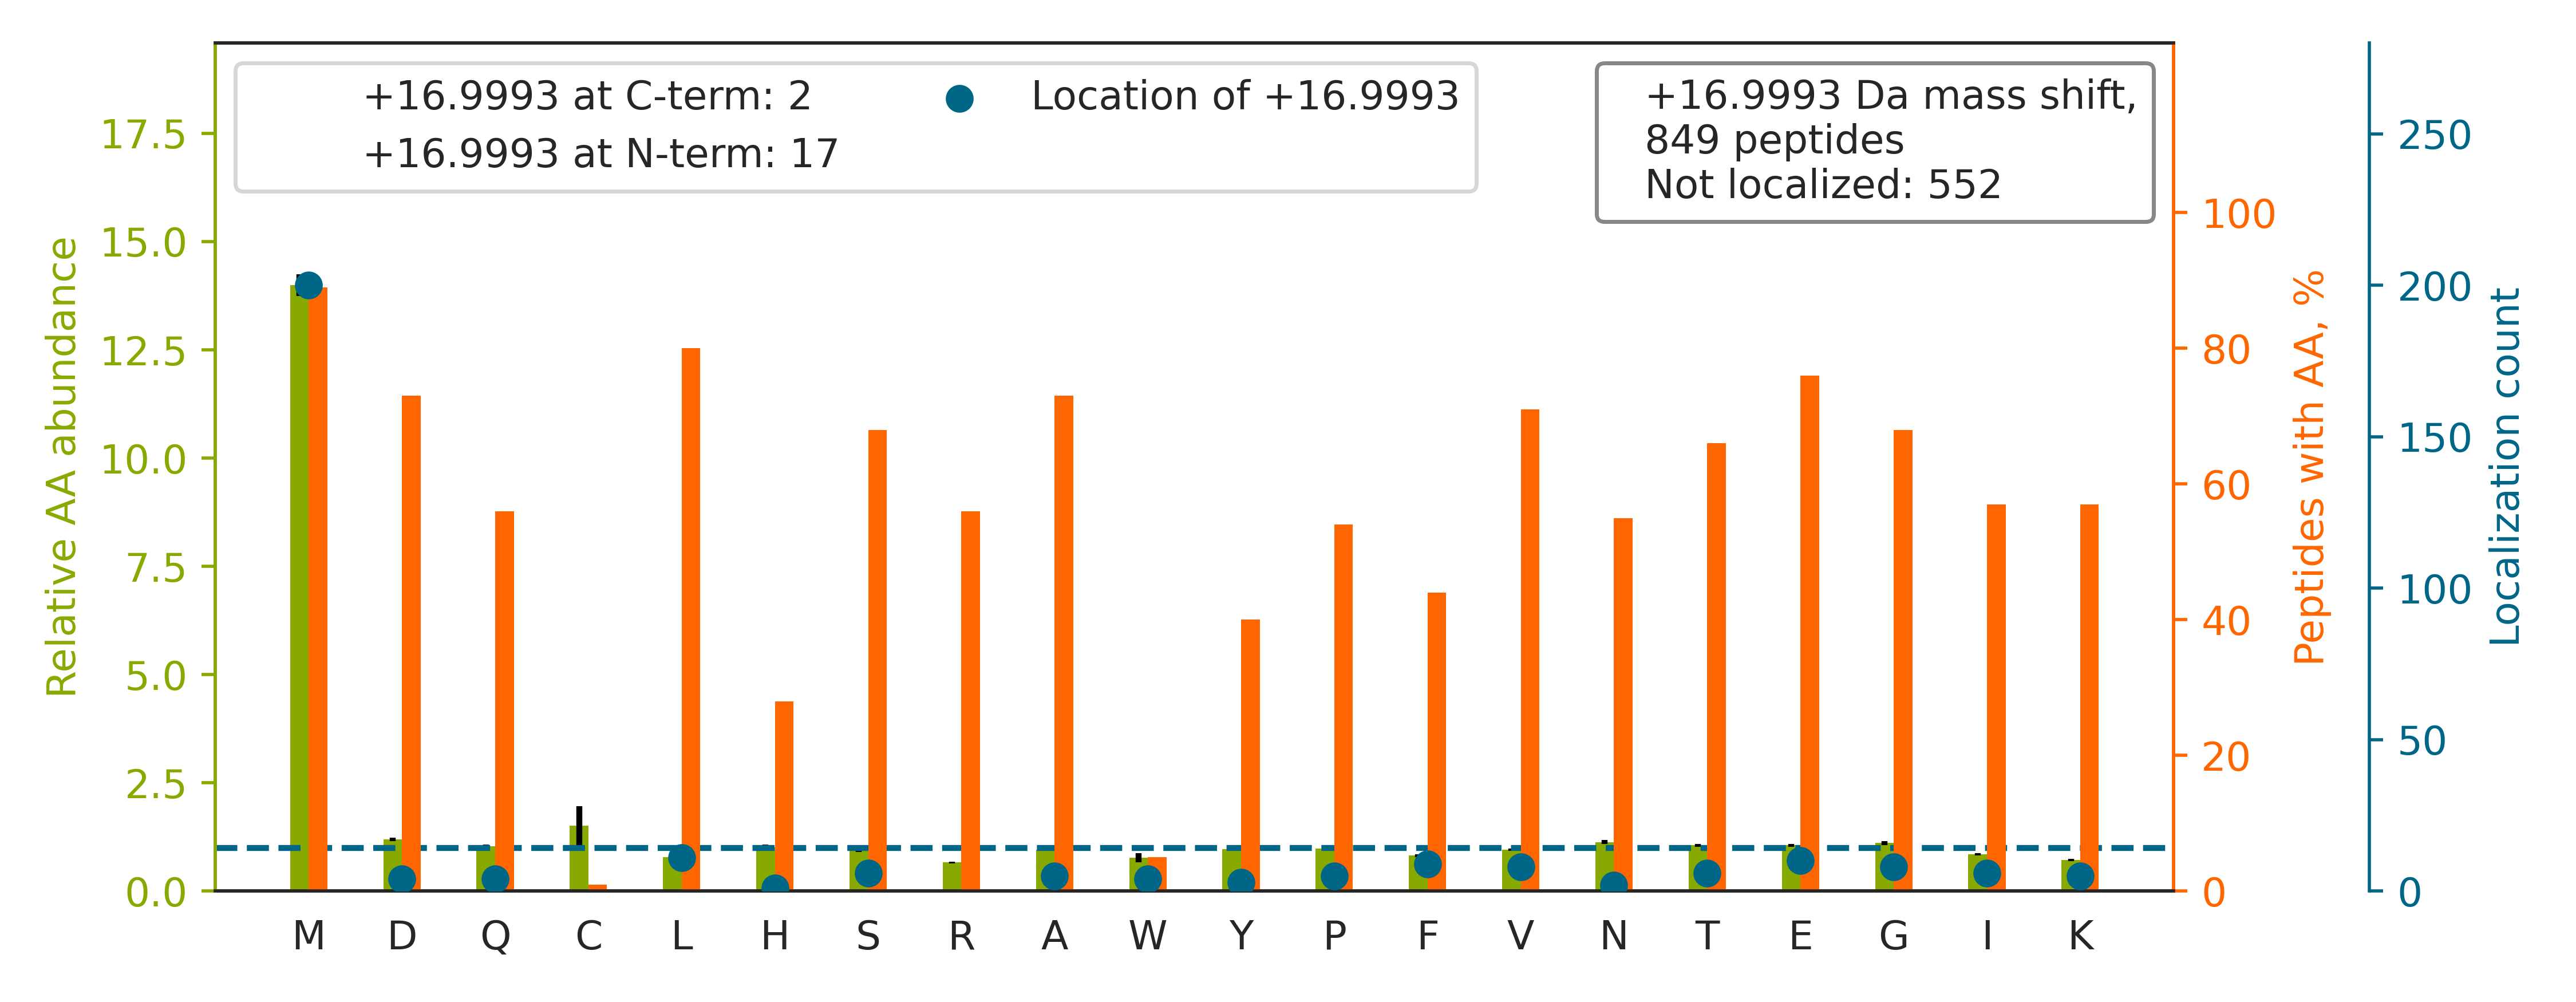 +16.9993 at C-term: 2
+16.9993 at N-term: 17
Location of +16.9993
+16.9993 Da mass shift,
849 peptides
Not localized: 552
Relative AA abundance
17.5
15.0
12.5
10.0
7.5
5.0
2.5
0.0
M D Q C L H S R A W Y P F V N T E G I K
100
80
60
40
20
0
Peptides with AA, %
250
200
150
100
50
0
Localization count